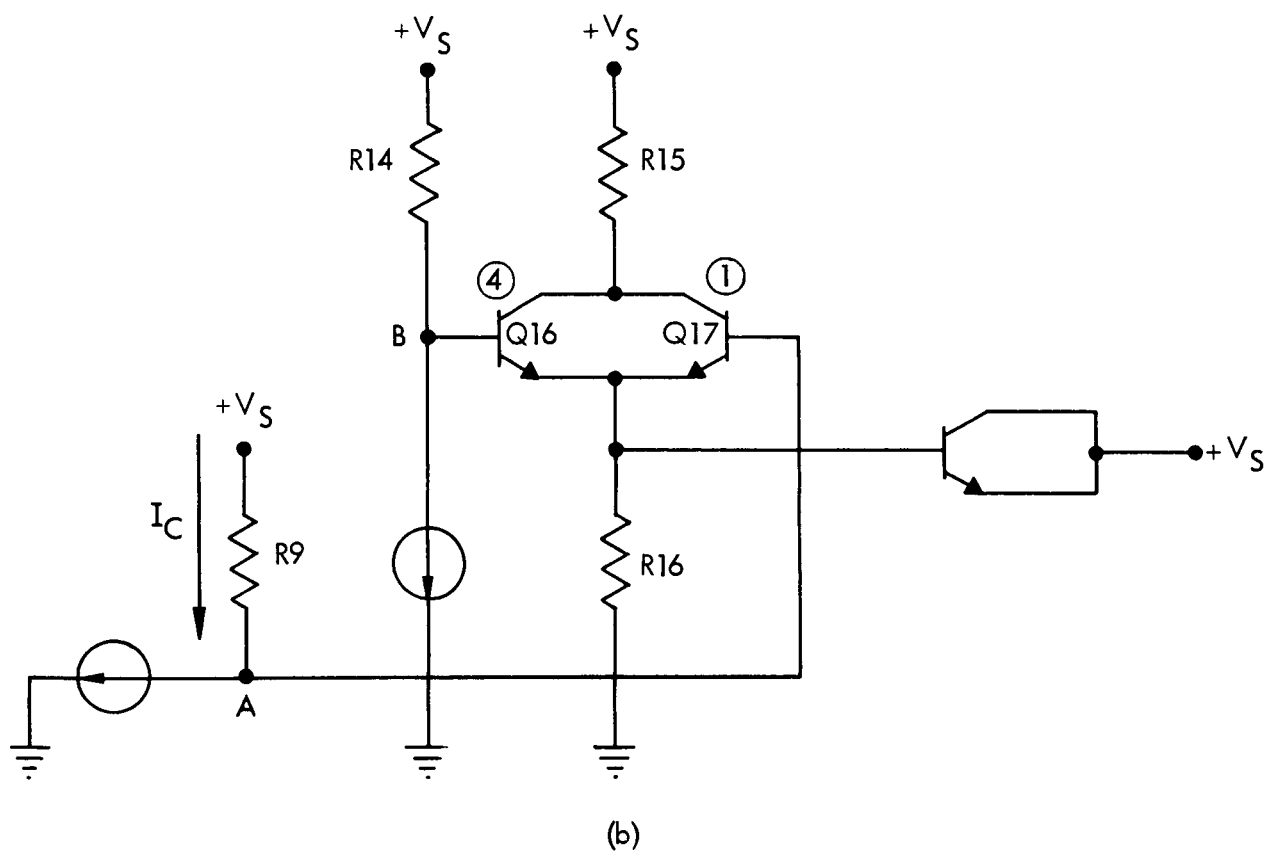 +VS +VS
R14 R15
④ ①
B Q16 Q17
+VS
+VS
IC
R9 R16
A
(b)